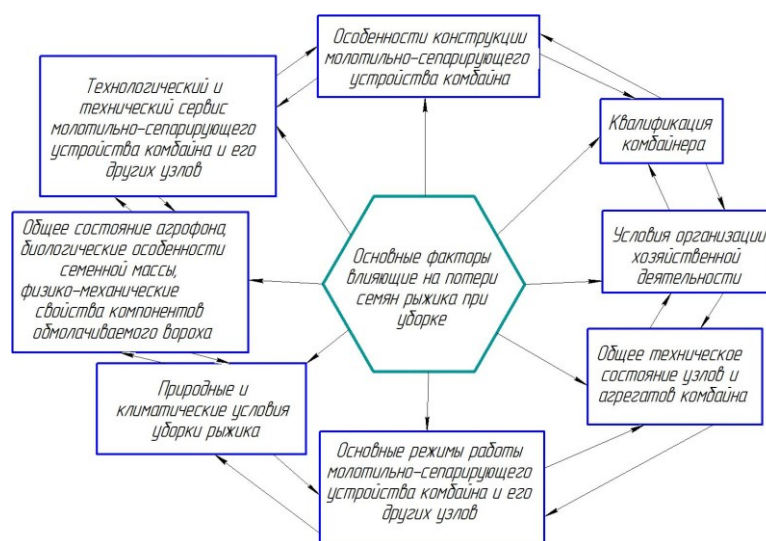 Особенности конструкции
молотильно-сепарирующего
устройства комбайна
Технологический и
технический сервис
молотильно-сепарирующего
устройства комбайна и его
других узлов
Квалификация
комбайнера
Общее состояние агрофона,
биологические особенности
семенной массы,
физико-механические
свойства компонентов
обмолачиваемого вороха
Основные факторы
влияющие на потери
семян рыжика при
уборке
Условия организации
хозяйственной
деятельности
Общее техническое
состояние узлов и
агрегатов комбайна
Природные и
климатические условия
уборки рыжика
Основные режимы работы
молотильно-сепарирующего
устройства комбайна и его
других узлов